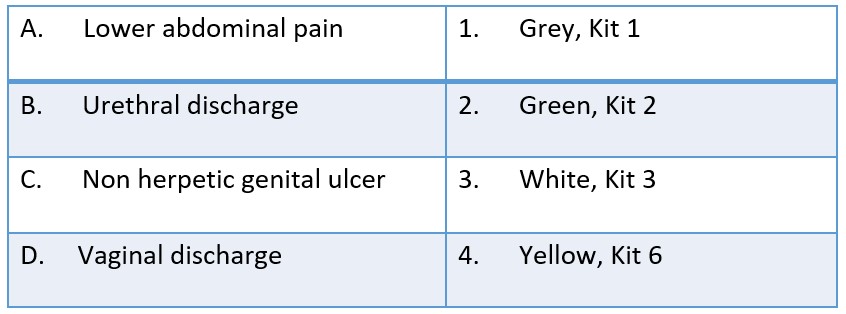 A. Lower abdominal pain 1. Grey, Kit 1
B. Urethral discharge 2. Green, Kit 2
C. Non herpetic genital ulcer 3. White, Kit 3
D. Vaginal discharge 4. Yellow, Kit 6